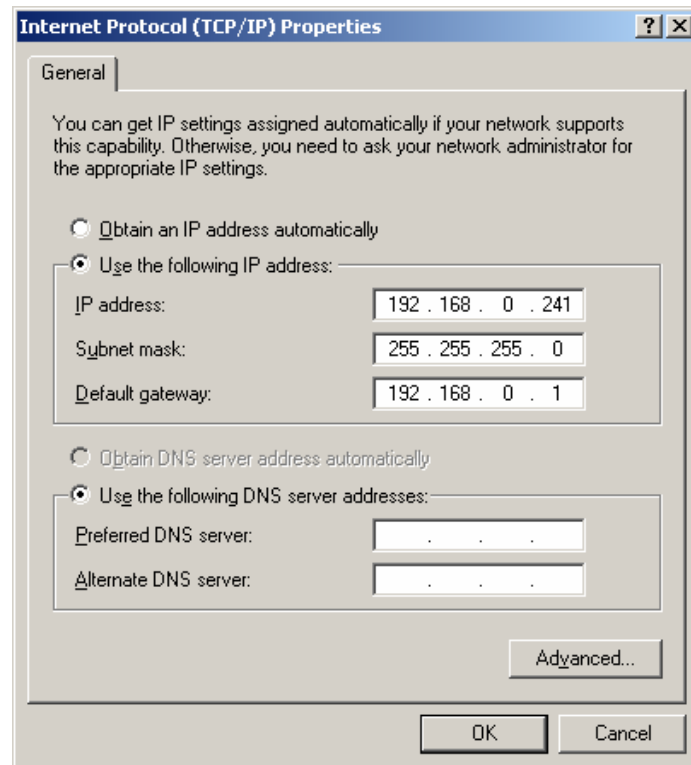 Internet Protocol (TCP/IP) Properties
General
You can get IP settings assigned automatically if your network supports
this capability. Otherwise, you need to ask your network administrator for
the appropriate IP settings.
Obtain an IP address automatically
Use the following IP address:
IP address: 192 . 168 . 0 . 241
Subnet mask: 255 . 255 . 255 . 0
Default gateway: 192 . 168 . 0 . 1
Obtain DNS server address automatically
Use the following DNS server addresses:
Preferred DNS server: . . .
Alternate DNS server: . . .
Advanced...
OK Cancel